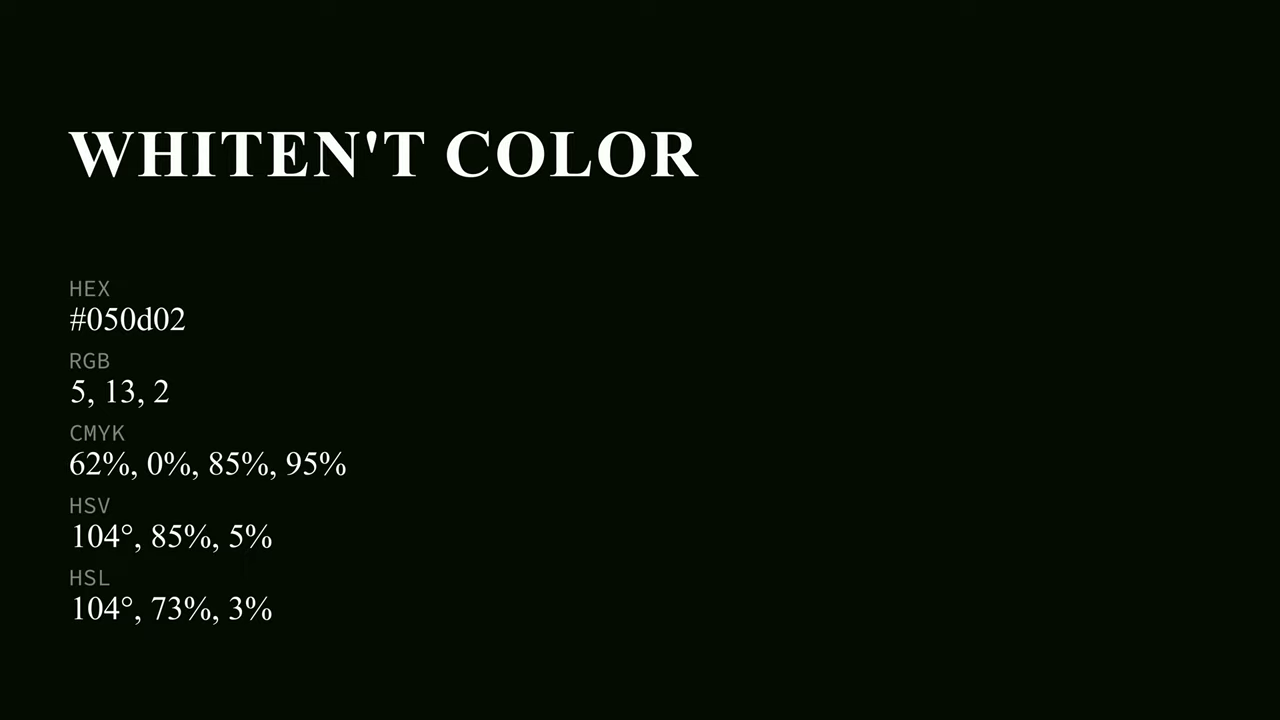 WHITEN'T COLOR
HEX
#050d02
RGB
5, 13, 2
CMYK
62%, 0%, 85%, 95%
HSV
104°, 85%, 5%
HSL
104°, 73%, 3%